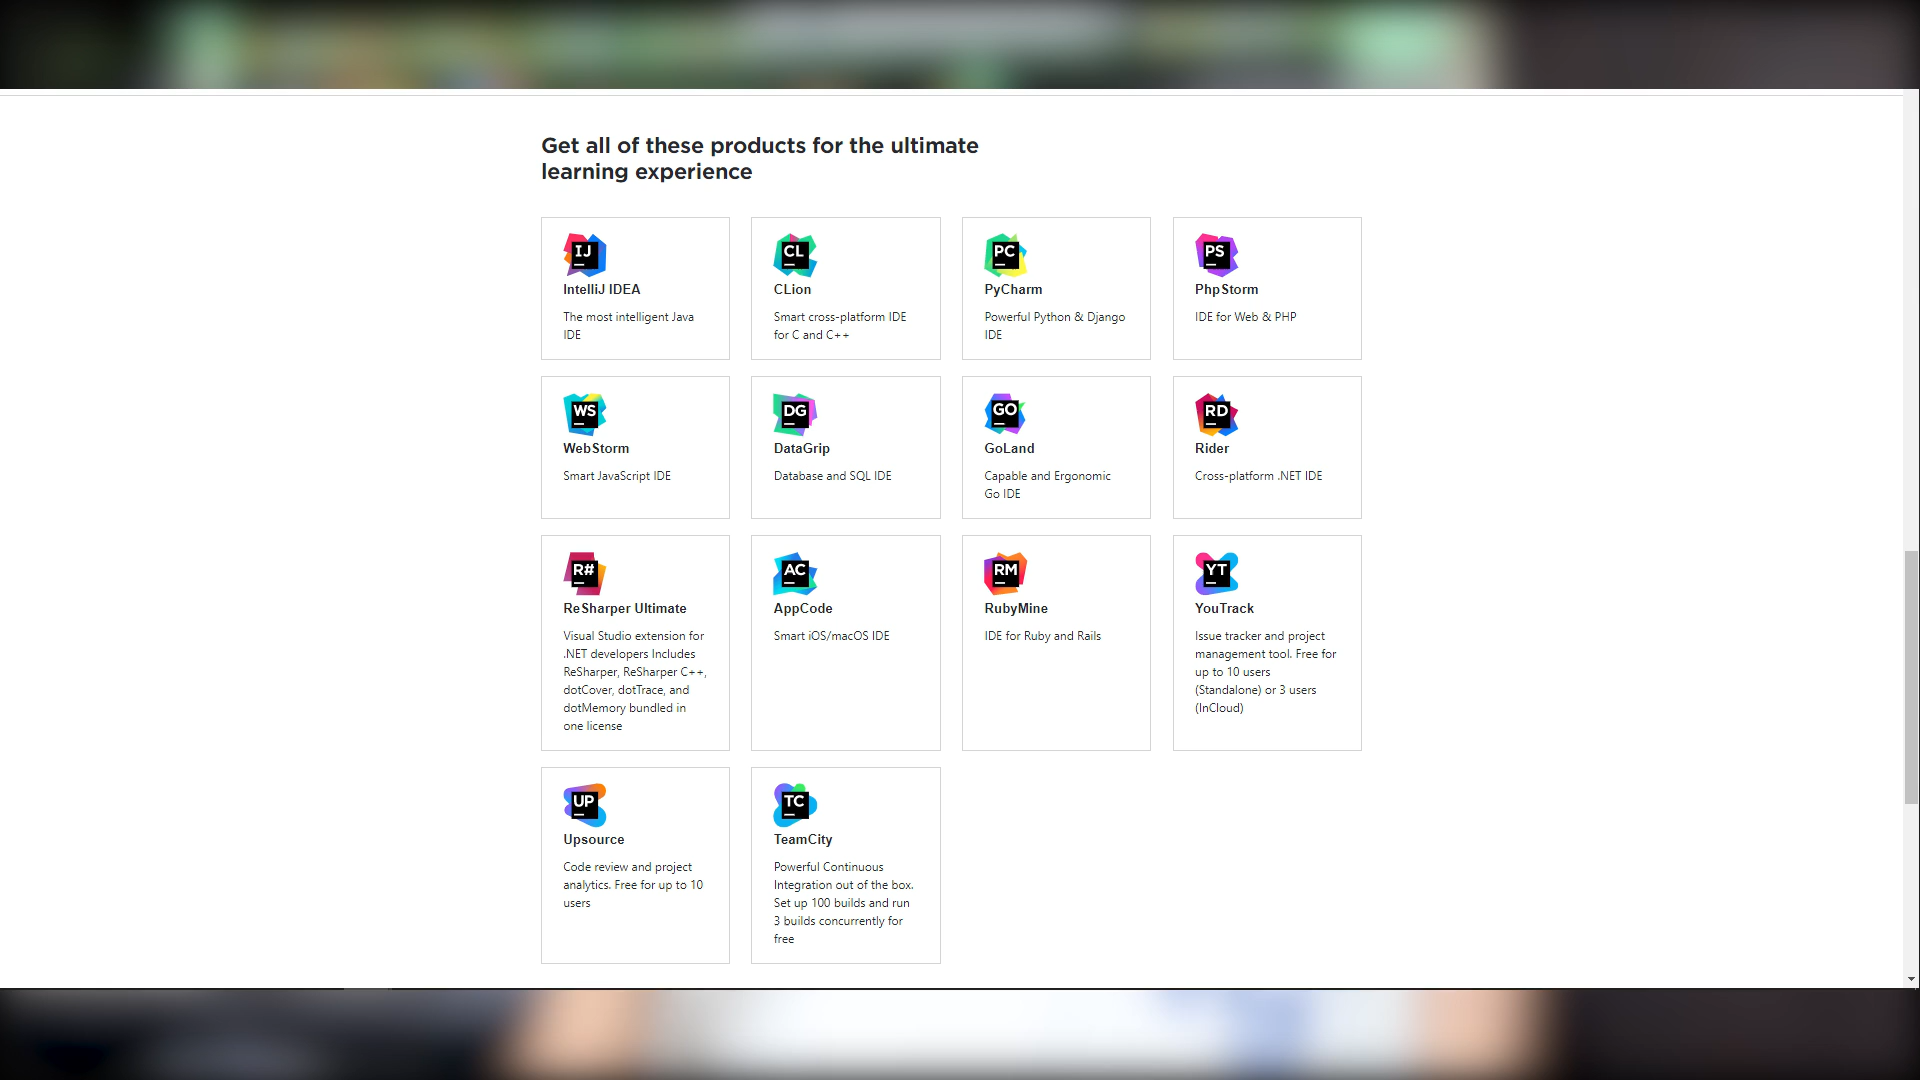 Get all of these products for the ultimate
learning experience
IJ
IntelliJ IDEA
The most intelligent Java
IDE
CL
CLion
Smart cross-platform IDE
for C and C++
PC
PyCharm
Powerful Python & Django
IDE
PS
PhpStorm
IDE for Web & PHP
WS
WebStorm
Smart JavaScript IDE
DG
DataGrip
Database and SQL IDE
GO
GoLand
Capable and Ergonomic
Go IDE
RD
Rider
Cross-platform .NET IDE
R#
ReSharper Ultimate
Visual Studio extension for
.NET developers Includes
ReSharper, ReSharper C++,
dotCover, dotTrace, and
dotMemory bundled in
one license
AC
AppCode
Smart iOS/macOS IDE
RM
RubyMine
IDE for Ruby and Rails
YT
YouTrack
Issue tracker and project
management tool. Free for
up to 10 users
(Standalone) or 3 users
(InCloud)
UP
Upsource
Code review and project
analytics. Free for up to 10
users
TC
TeamCity
Powerful Continuous
Integration out of the box.
Set up 100 builds and run
3 builds concurrently for
free